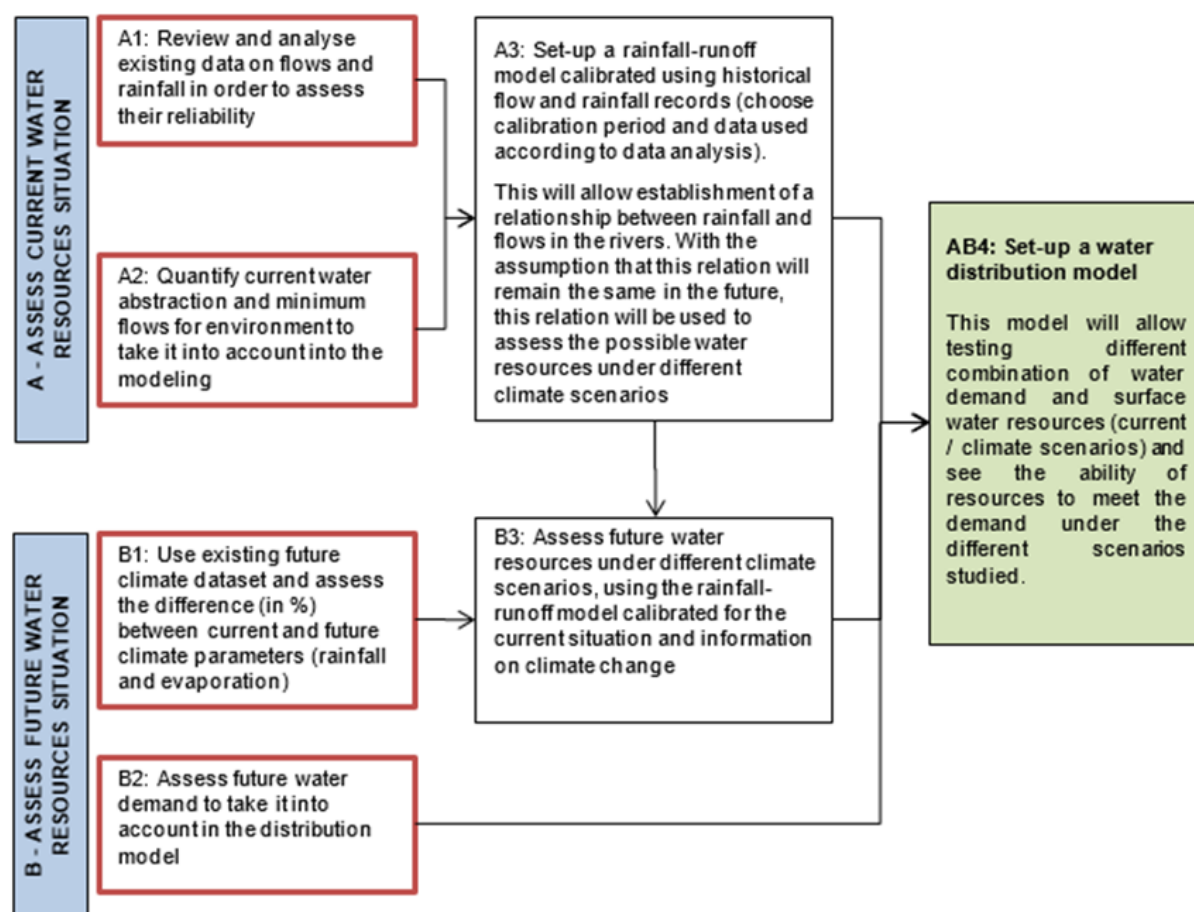 A - ASSESS CURRENT WATER
RESOURCES SITUATION
A1: Review and analyse
existing data on flows and
rainfall in order to assess
their reliability
A2: Quantify current water
abstraction and minimum
flows for environment to
take it into account into the
modeling
A3: Set-up a rainfall-runoff
model calibrated using historical
flow and rainfall records (choose
calibration period and data used
according to data analysis).
This will allow establishment of a
relationship between rainfall and
flows in the rivers. With the
assumption that this relation will
remain the same in the future,
this relation will be used to
assess the possible water
resources under different
climate scenarios
B - ASSESS FUTURE WATER
RESOURCES SITUATION
B1: Use existing future
climate dataset and assess
the difference (in %)
between current and future
climate parameters (rainfall
and evaporation)
B2: Assess future water
demand to take it into
account in the distribution
model
B3: Assess future water
resources under different climate
scenarios, using the rainfall-
runoff model calibrated for the
current situation and information
on climate change
AB4: Set-up a water
distribution model
This model will allow
testing different
combination of water
demand and surface
water resources (current
/ climate scenarios) and
see the ability of
resources to meet the
demand under the
different scenarios
studied.